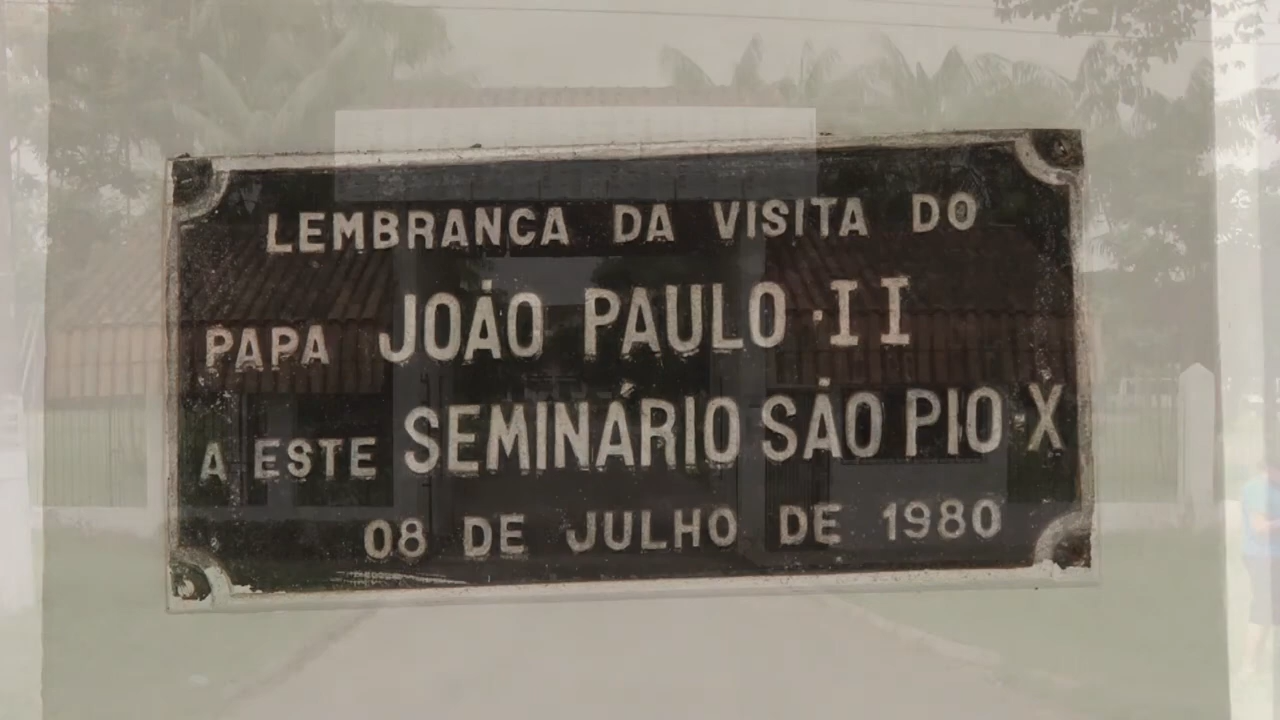 LEMBRANCA DA VISITA DO
PAPA JOÃO PAULO II
A ESTE SEMINÁRIO SÃO PIO X
08 DE JULHO DE 1980